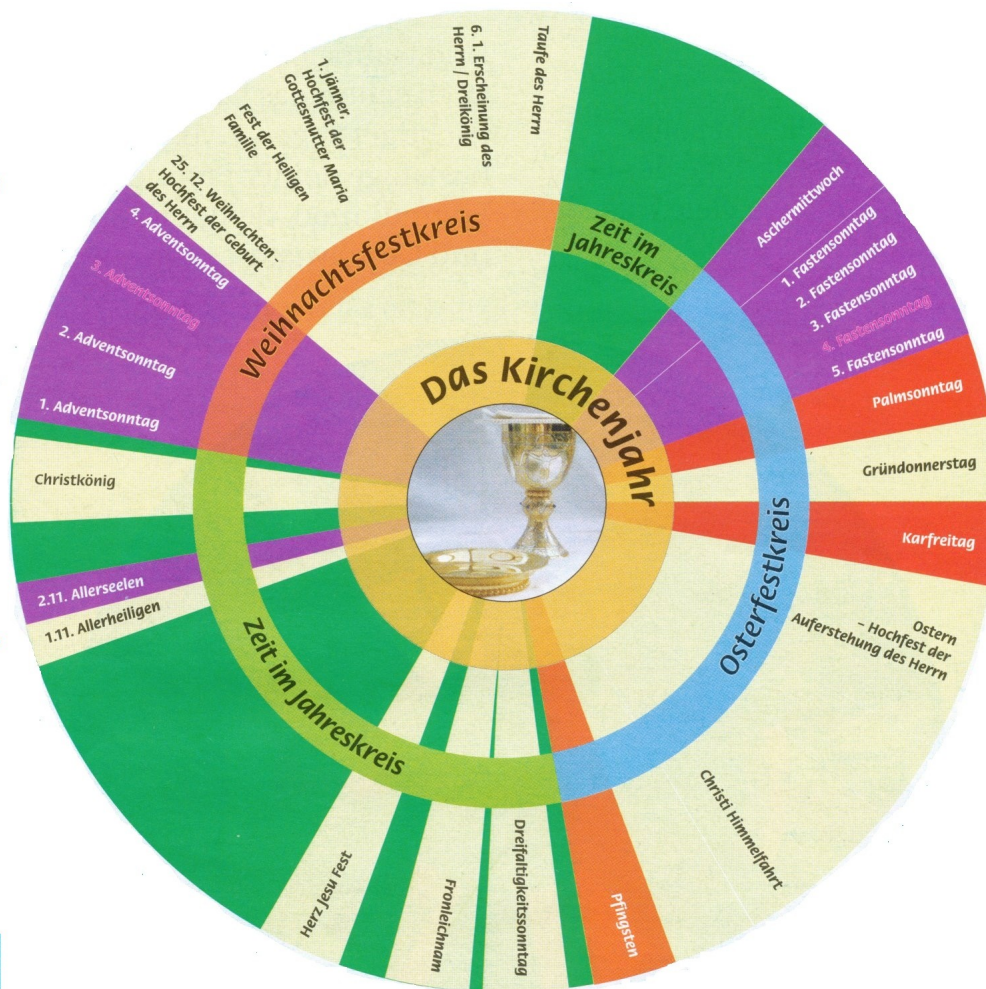 Das Kirchenjahr
Weihnachtsfestkreis
1. Adventsonntag
2. Adventsonntag
3. Adventsonntag
4. Adventsonntag
25. 12. Weihnachten -
Hochfest der Geburt
des Herrn
Fest der Heiligen
Familie
1. Jänner,
Hochfest der
Gottesmutter Maria
6. 1. Erscheinung des
Herrn / Dreikönig
Taufe des Herrn
Zeit im
Jahreskreis
Osterfestkreis
Aschermittwoch
1. Fastensonntag
2. Fastensonntag
3. Fastensonntag
4. Fastensonntag
5. Fastensonntag
Palmsonntag
Gründonnerstag
Karfreitag
Ostern
– Hochfest der
Auferstehung des Herrn
Christi Himmelfahrt
Pfingsten
Zeit im Jahreskreis
Dreifaltigkeitssonntag
Fronleichnam
Herz Jesu Fest
1.11. Allerheiligen
2.11. Allerseelen
Christkönig